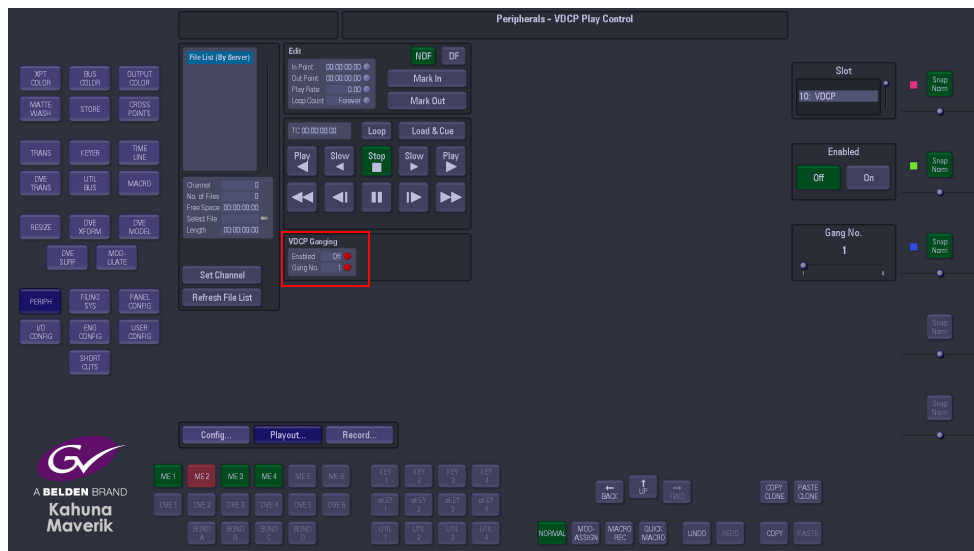 Peripherals - VDCP Play Control
XPT COLOR
BUS COLOR
OUTPUT COLOR
MATTE WASH
STORE
CROSS POINTS
TRANS
KEYER
TIME LINE
DVE TRANS
UTIL BUS
MACRO
RESIZE
DVE XFORM
DVE MODEL
DVE SURF
MOD- ULATE
PERIPH
FILING SYS
PANEL CONFIG
I/O CONFIG
ENG CONFIG
USER CONFIG
SHORT CUTS
File List (By Server)
Channel 0
No. of Files 0
Free Space 00:00:00:00
Select File
Length 00:00:00:00
Set Channel
Refresh File List
Edit
NDF
DF
In Point 00:00:00:00
Out Point 00:00:00:00
Play Rate 0.00
Loop Count Forever
Mark In
Mark Out
TC 00:00:00:00
Loop
Load & Cue
Play
Slow
Stop
Slow
Play
VDCP Ganging
Enabled Off
Gang No. 1
Slot
10: VDCP
Snap Norm
Enabled
Off
On
Snap Norm
Gang No.
1
1 4
Snap Norm
Snap Norm
Snap Norm
Config...
Playout...
Record...
GV
A BELDEN BRAND
Kahuna
Maverik
ME 1
ME 2
ME 3
ME 4
ME 5
ME 6
KEY 1
KEY 2
KEY 3
KEY 4
DVE 1
DVE 2
DVE 3
DVE 4
DVE 5
DVE 6
BGND A
BGND B
BGND C
BGND D
UTIL 1
UTIL 2
UTIL 3
UTIL 4
BACK
UP
FWD
COPY CLONE
PASTE CLONE
NORMAL
MOD- ASSIGN
MACRO REC
QUICK MACRO
UNDO
REDO
COPY
PASTE